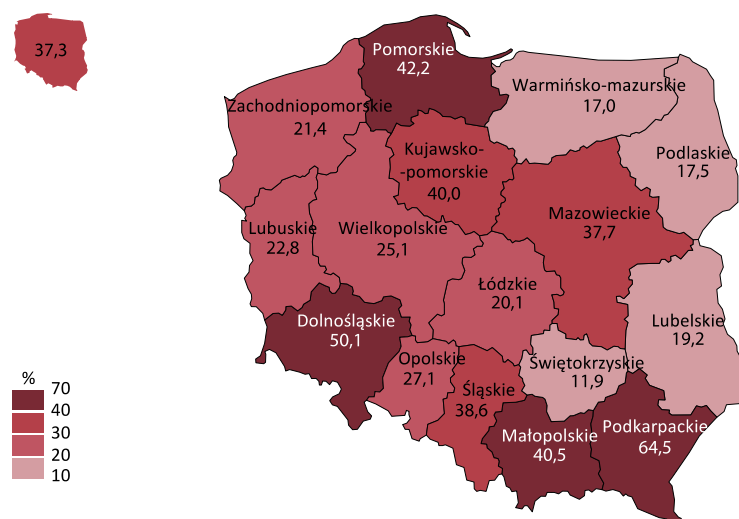 37,3
Pomorskie
42,2
Warmińsko-mazurskie
17,0
Zachodniopomorskie
21,4
Kujawsko-
-pomorskie
40,0
Podlaskie
17,5
Mazowieckie
37,7
Lubuskie
22,8
Wielkopolskie
25,1
Łódzkie
20,1
Dolnośląskie
50,1
Lubelskie
19,2
Opolskie
27,1
Świętokrzyskie
11,9
Śląskie
38,6
Małopolskie
40,5
Podkarpackie
64,5
%
70
40
30
20
10